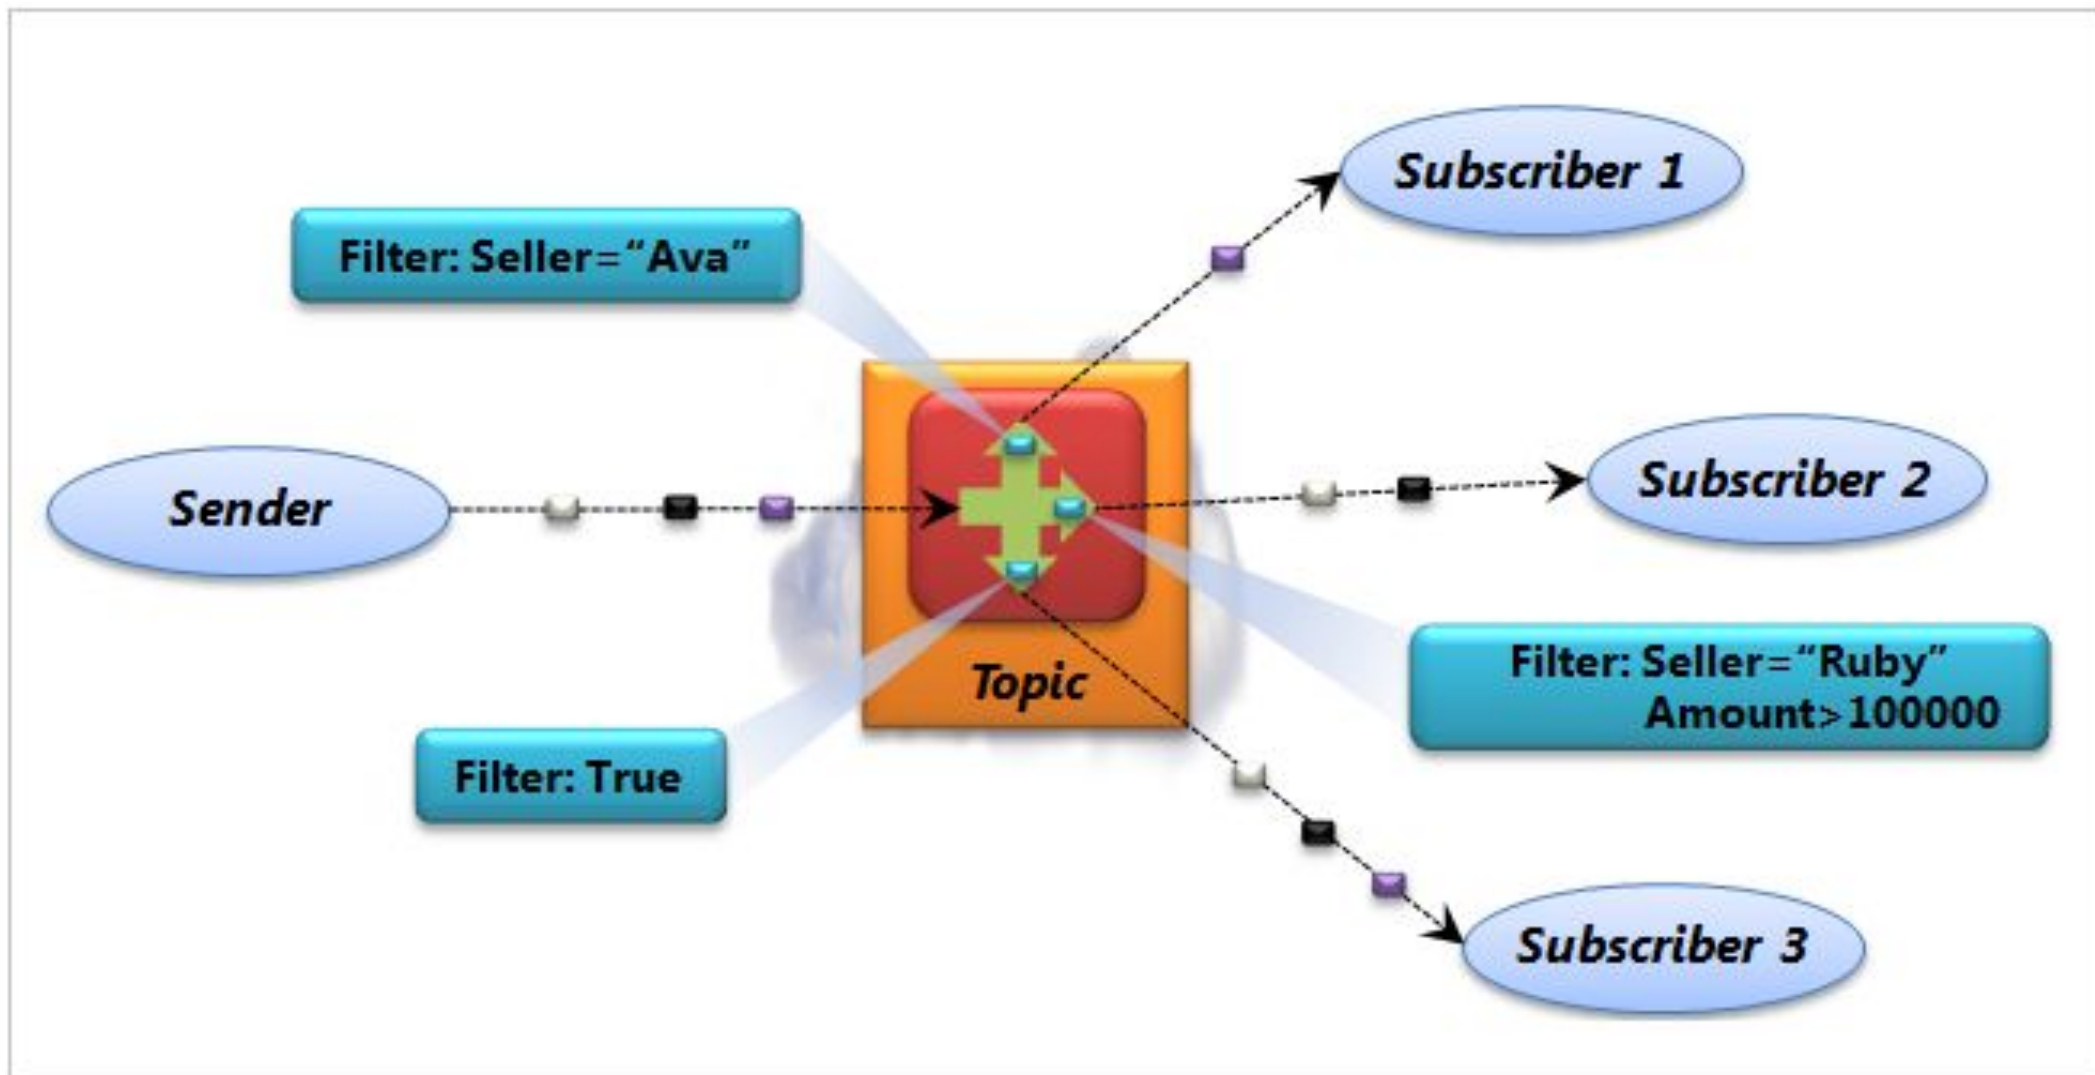 Subscriber 1
Filter: Seller=“Ava”
Sender
Subscriber 2
Topic
Filter: Seller=“Ruby”
Amount>100000
Filter: True
Subscriber 3